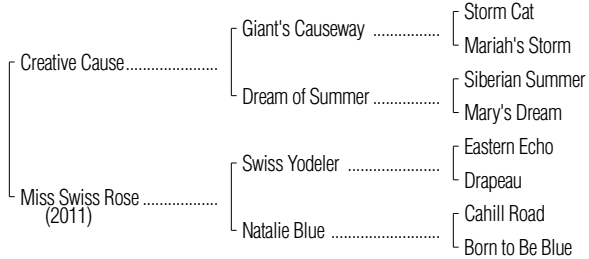 Storm Cat
Giant's Causeway ................
Mariah's Storm
Creative Cause......................
Siberian Summer
Dream of Summer ................
Mary's Dream
Eastern Echo
Swiss Yodeler ......................
Drapeau
Miss Swiss Rose ..................
(2011)
Cahill Road
Natalie Blue ..........................
Born to Be Blue